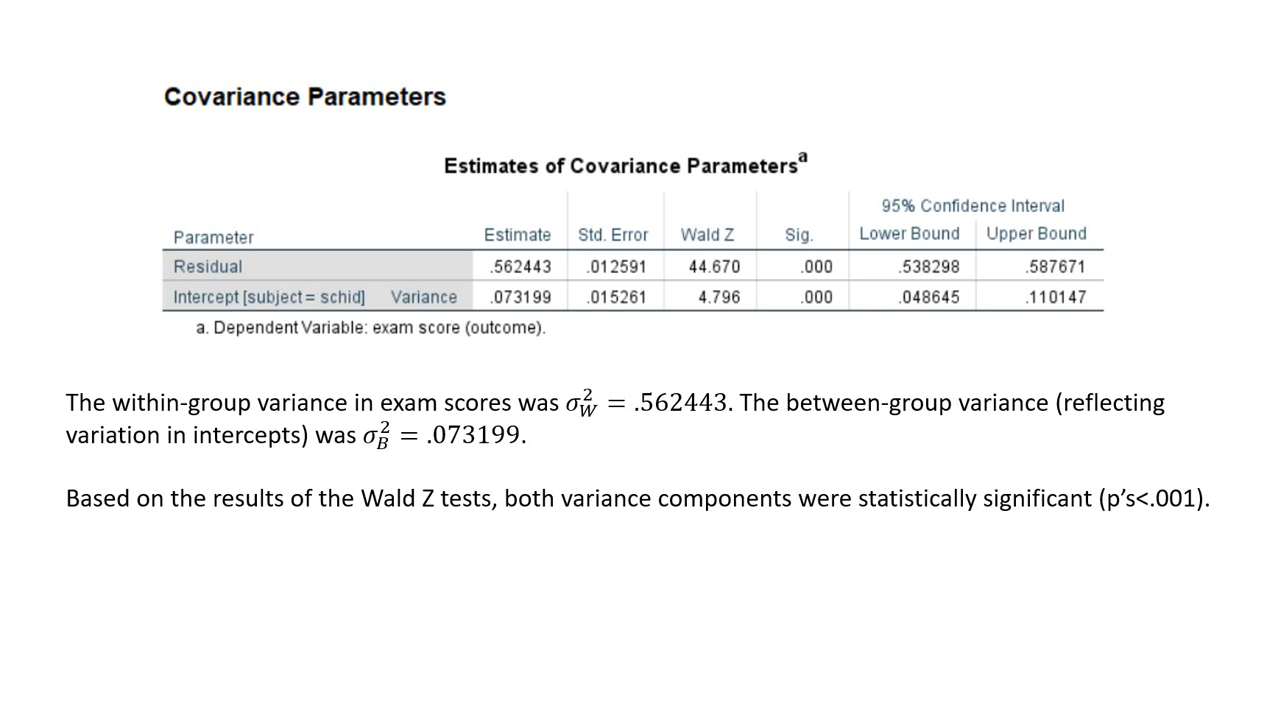 Covariance Parameters
Estimates of Covariance Parametersᵃ
95% Confidence Interval
Parameter Estimate Std. Error Wald Z Sig. Lower Bound Upper Bound
Residual .562443 .012591 44.670 .000 .538298 .587671
Intercept [subject = schid] Variance .073199 .015261 4.796 .000 .048645 .110147
a. Dependent Variable: exam score (outcome).
The within-group variance in exam scores was σ²_W = .562443. The between-group variance (reflecting
variation in intercepts) was σ²_B = .073199.
Based on the results of the Wald Z tests, both variance components were statistically significant (p’s<.001).